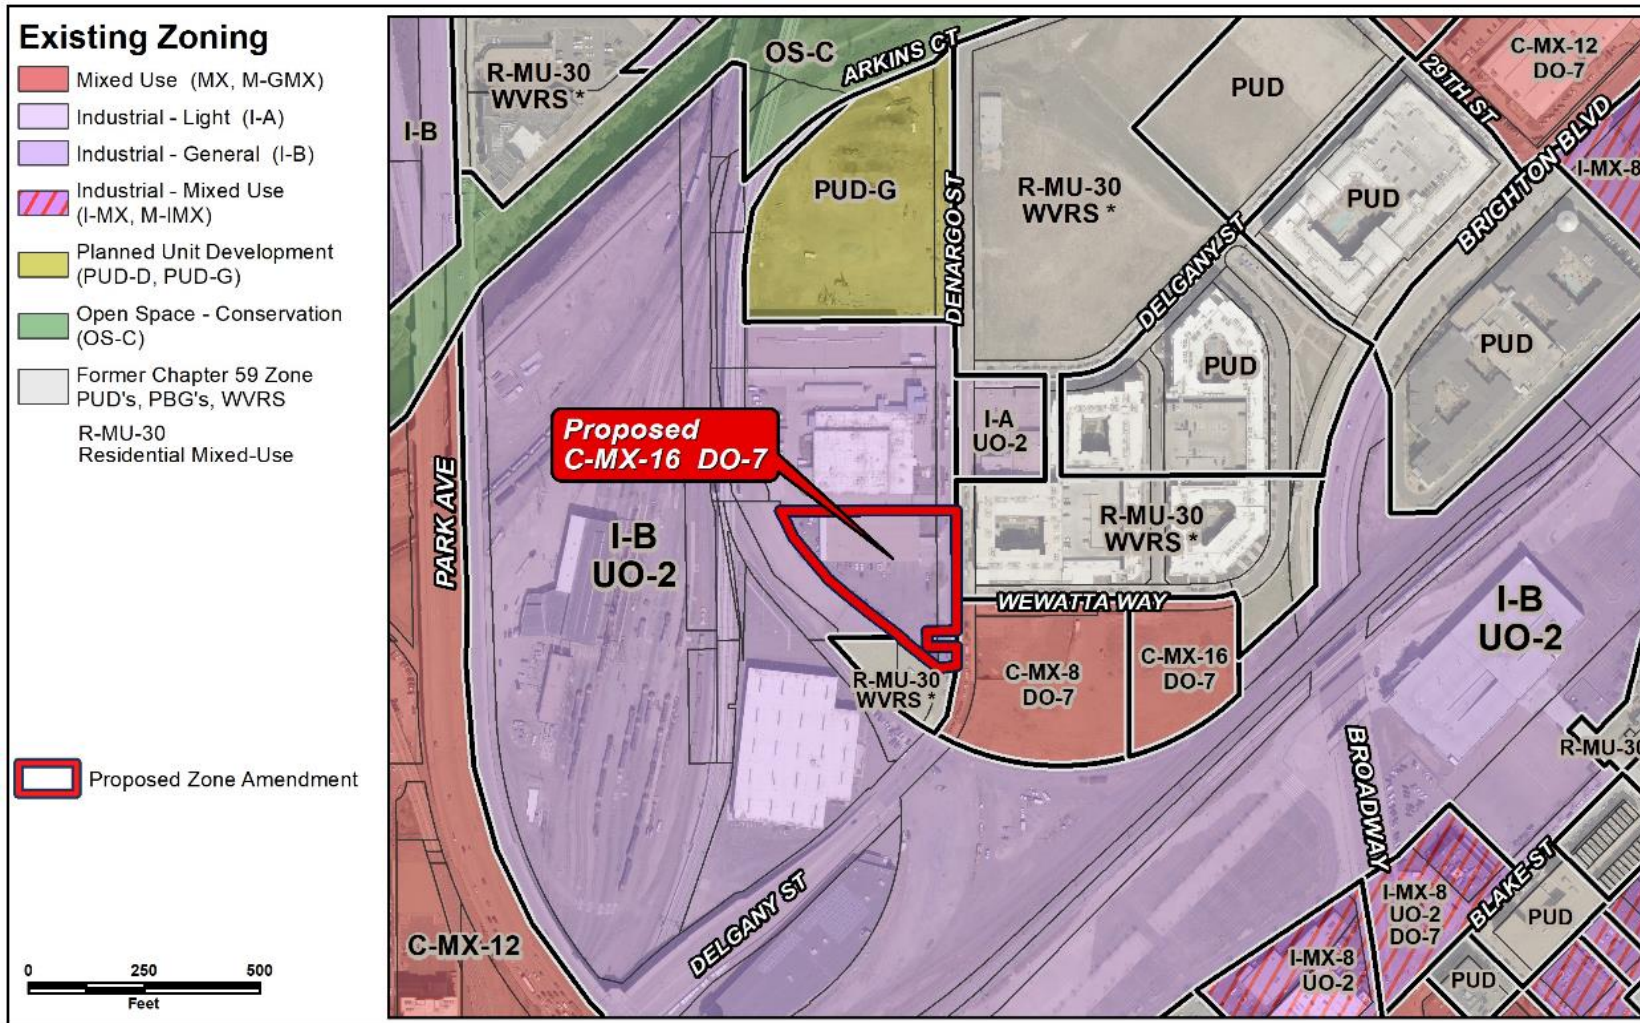 Existing Zoning
Mixed Use (MX, M-GMX)
Industrial - Light (I-A)
Industrial - General (I-B)
Industrial - Mixed Use
(I-MX, M-IMX)
Planned Unit Development
(PUD-D, PUD-G)
Open Space - Conservation
(OS-C)
Former Chapter 59 Zone
PUD's, PBG's, WVRS
R-MU-30
Residential Mixed-Use
Proposed Zone Amendment
0 250 500
Feet
R-MU-30
WVRS *
I-B
OS-C
ARKINS CT
PUD-G
DENARGO ST
R-MU-30
WVRS *
PUD
29TH ST
C-MX-12
DO-7
BRIGHTON BLVD
I-MX-8
PUD
DELGANY ST
PUD
PUD
I-A
UO-2
Proposed
C-MX-16 DO-7
PARK AVE
I-B
UO-2
R-MU-30
WVRS *
WEWATTA WAY
R-MU-30
WVRS *
C-MX-8
DO-7
C-MX-16
DO-7
I-B
UO-2
R-MU-30
BROADWAY
BLAKE ST
I-MX-8
UO-2
DO-7
PUD
I-MX-8
UO-2
PUD
DELGANY ST
C-MX-12